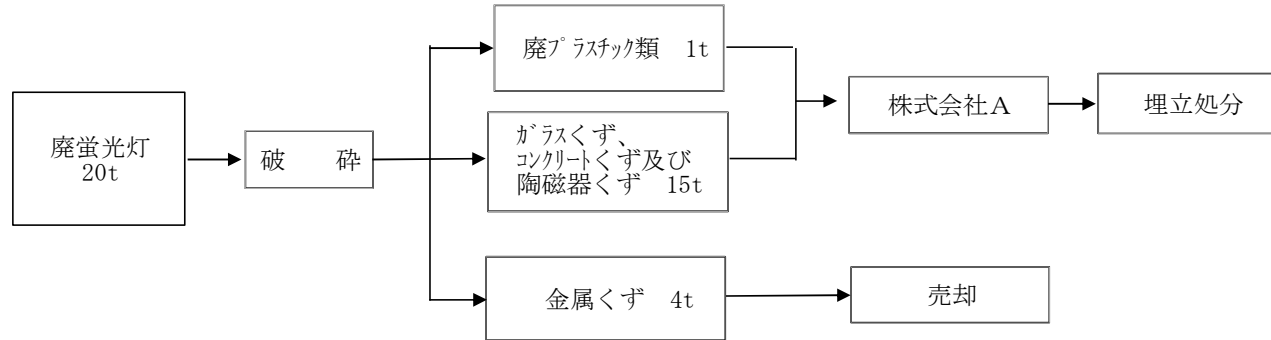 廃蛍光灯
20t
破　砕
廃ﾌﾟﾗｽﾁｯｸ類　1t
ｶﾞﾗｽくず、
ｺﾝｸﾘｰﾄくず及び
陶磁器くず　15t
金属くず　4t
株式会社Ａ
埋立処分
売却